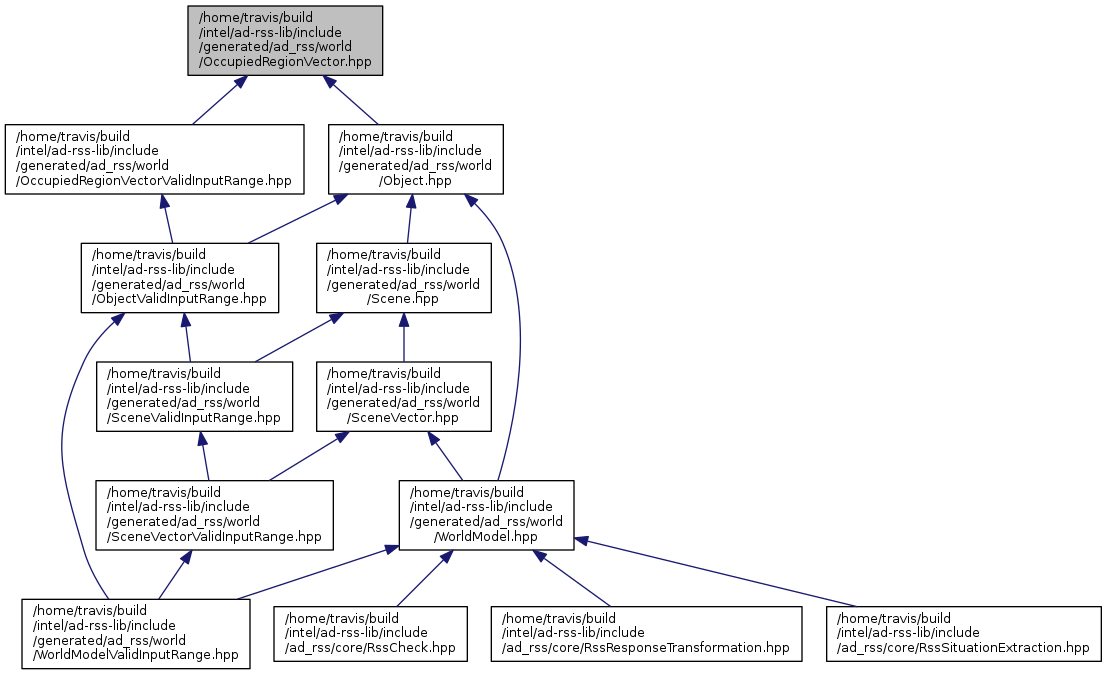 /home/travis/build
/intel/ad-rss-lib/include
/generated/ad_rss/world
/OccupiedRegionVector.hpp
/home/travis/build
/intel/ad-rss-lib/include
/generated/ad_rss/world
/OccupiedRegionVectorValidInputRange.hpp
/home/travis/build
/intel/ad-rss-lib/include
/generated/ad_rss/world
/Object.hpp
/home/travis/build
/intel/ad-rss-lib/include
/generated/ad_rss/world
/ObjectValidInputRange.hpp
/home/travis/build
/intel/ad-rss-lib/include
/generated/ad_rss/world
/Scene.hpp
/home/travis/build
/intel/ad-rss-lib/include
/generated/ad_rss/world
/SceneValidInputRange.hpp
/home/travis/build
/intel/ad-rss-lib/include
/generated/ad_rss/world
/SceneVector.hpp
/home/travis/build
/intel/ad-rss-lib/include
/generated/ad_rss/world
/SceneVectorValidInputRange.hpp
/home/travis/build
/intel/ad-rss-lib/include
/generated/ad_rss/world
/WorldModel.hpp
/home/travis/build
/intel/ad-rss-lib/include
/generated/ad_rss/world
/WorldModelValidInputRange.hpp
/home/travis/build
/intel/ad-rss-lib/include
/ad_rss/core/RssCheck.hpp
/home/travis/build
/intel/ad-rss-lib/include
/ad_rss/core/RssResponseTransformation.hpp
/home/travis/build
/intel/ad-rss-lib/include
/ad_rss/core/RssSituationExtraction.hpp